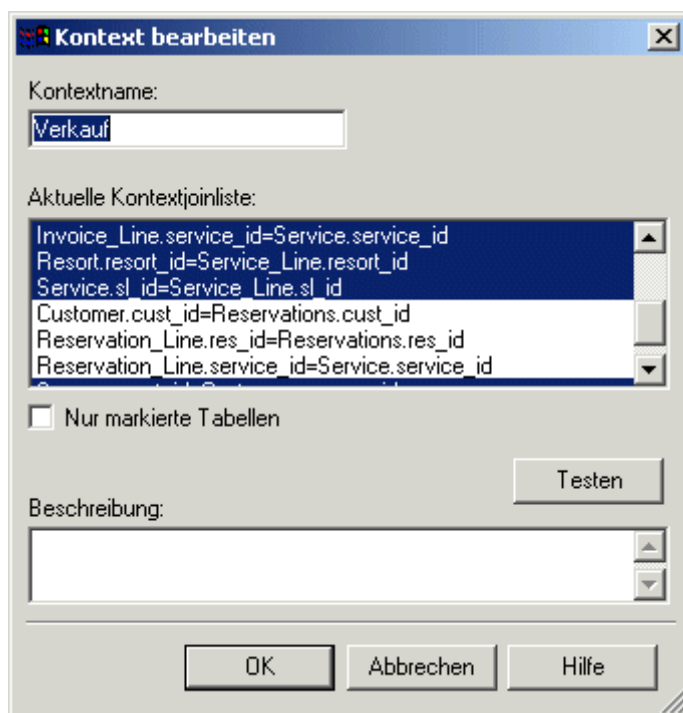 Kontext bearbeiten
Kontextname:
Verkauf
Aktuelle Kontextjoinliste:
Invoice_Line.service_id=Service.service_id
Resort.resort_id=Service_Line.resort_id
Service.sl_id=Service_Line.sl_id
Customer.cust_id=Reservations.cust_id
Reservation_Line.res_id=Reservations.res_id
Reservation_Line.service_id=Service.service_id
Nur markierte Tabellen
Testen
Beschreibung:
OK
Abbrechen
Hilfe